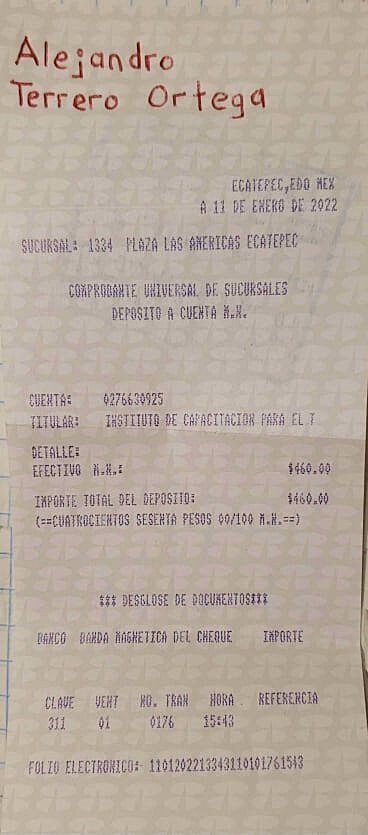 Alejandro
Terrero Ortega
ECATEPEC,EDO MEX
A 11 DE ENERO DE 2022
SUCURSAL: 1334 PLAZA LAS AMERICAS ECATEPEC
COMPROBANTE UNIVERSAL DE SUCURSALES
DEPOSITO A CUENTA M.N.
CUENTA: 0276630925
TITULAR: INSTITUTO DE CAPACITACION PARA EL T
DETALLE:
EFECTIVO M.N.: $460.00
IMPORTE TOTAL DEL DEPOSITO: $460.00
(==CUATROCIENTOS SESENTA PESOS 00/100 M.N.==)
*** DESGLOSE DE DOCUMENTOS***
BANCO BANDA MAGNETICA DEL CHEQUE IMPORTE
CLAVE VENT NO. TRAN HORA REFERENCIA
311 01 0176 15:43
FOLIO ELECTRONICO: 1101202213343110101761543